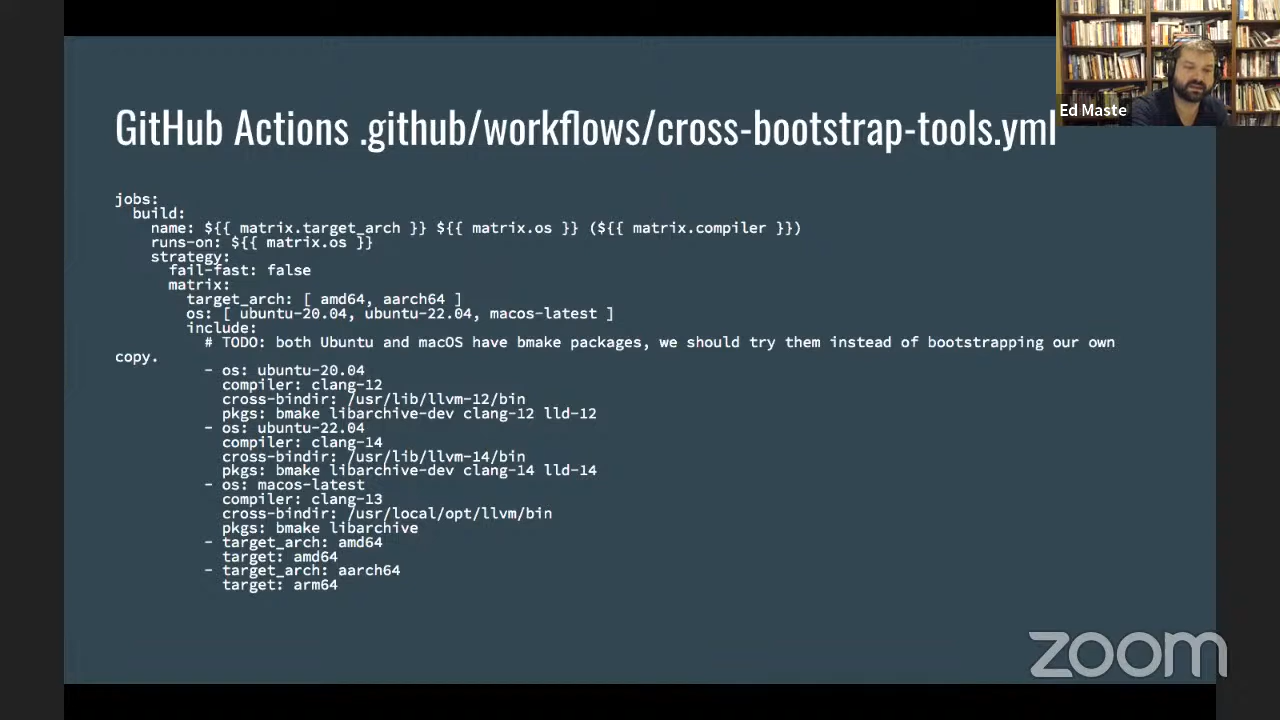 GitHub Actions .github/workflows/cross-bootstrap-tools.yml
Ed Maste
jobs:
  build:
    name: ${{ matrix.target_arch }} ${{ matrix.os }} (${{ matrix.compiler }})
    runs-on: ${{ matrix.os }}
    strategy:
      fail-fast: false
      matrix:
        target_arch: [ amd64, aarch64 ]
        os: [ ubuntu-20.04, ubuntu-22.04, macos-latest ]
        include:
          # TODO: both Ubuntu and macOS have bmake packages, we should try them instead of bootstrapping our own
copy.
          - os: ubuntu-20.04
            compiler: clang-12
            cross-bindir: /usr/lib/llvm-12/bin
            pkgs: bmake libarchive-dev clang-12 lld-12
          - os: ubuntu-22.04
            compiler: clang-14
            cross-bindir: /usr/lib/llvm-14/bin
            pkgs: bmake libarchive-dev clang-14 lld-14
          - os: macos-latest
            compiler: clang-13
            cross-bindir: /usr/local/opt/llvm/bin
            pkgs: bmake libarchive
          - target_arch: amd64
            target: amd64
          - target_arch: aarch64
            target: arm64
zoom